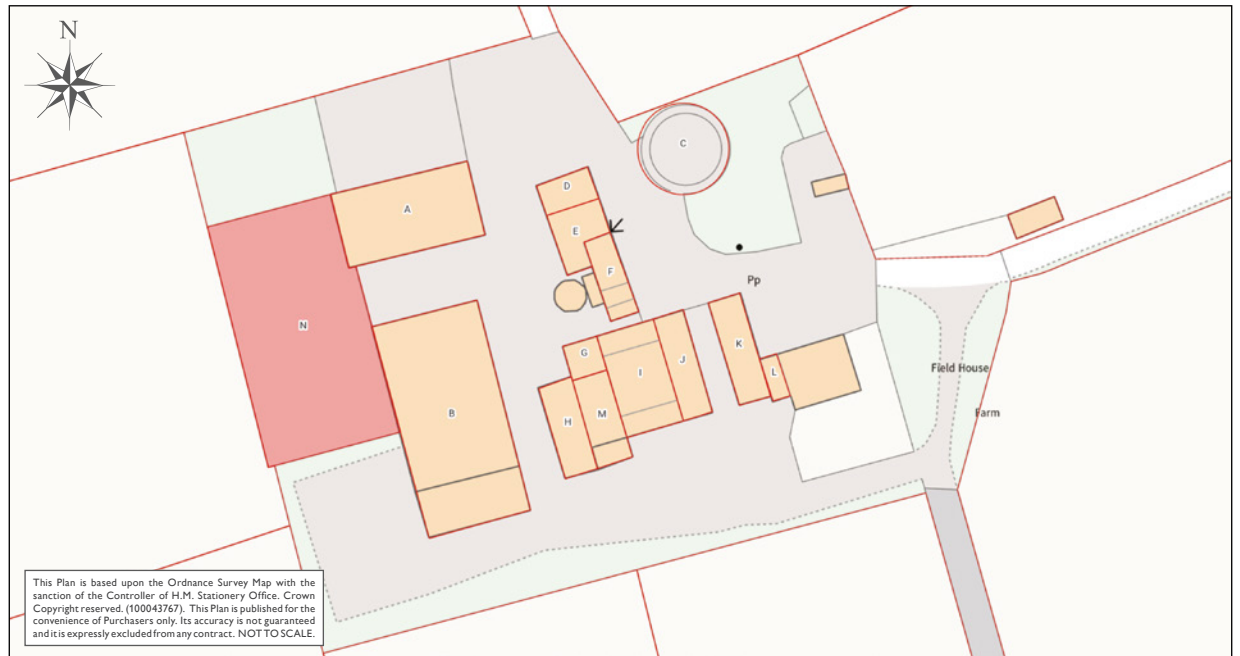 N
C
D
A
E
F
Pp
N
K
G
J
I
L
Field House
B
H
M
Farm
This Plan is based upon the Ordnance Survey Map with the
sanction of the Controller of H.M. Stationery Office. Crown
Copyright reserved. (100043767). This Plan is published for the
convenience of Purchasers only. Its accuracy is not guaranteed
and it is expressly excluded from any contract. NOT TO SCALE.